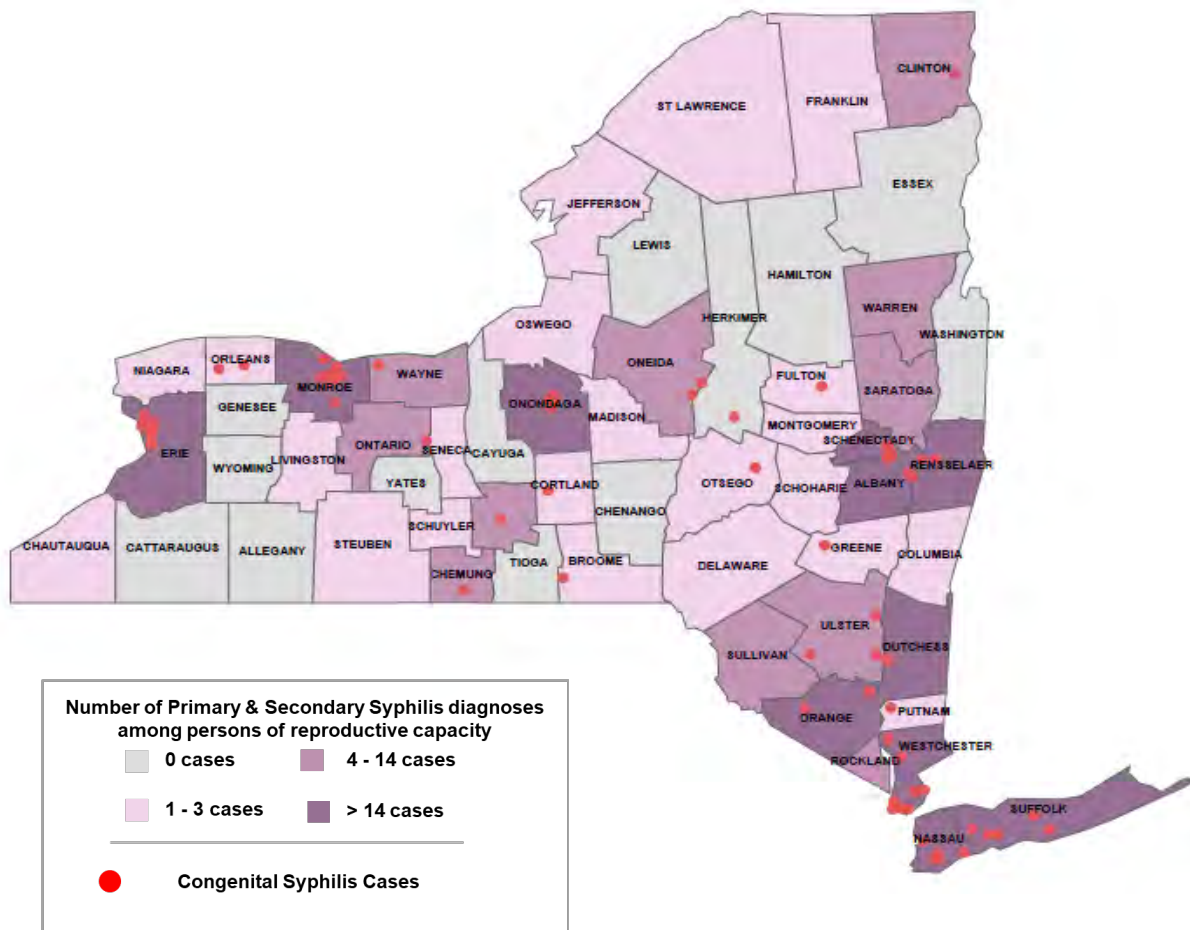 CLINTON
ST LAWRENCE
FRANKLIN
ESSEX
JEFFERSON
LEWIS
HAMILTON
WARREN
HERKIMER
OSWEGO
WASHINGTON
ORLEANS
NIAGARA
WAYNE
ONEIDA
FULTON
MONROE
SARATOGA
GENESEE
ONONDAGA
MADISON
MONTGOMERY
SCHENECTADY
ERIE
ONTARIO
SENECA
CAYUGA
LIVINGSTON
WYOMING
RENSSELAER
YATES
CORTLAND
OTSEGO
SCHOHARIE
ALBANY
CHENANGO
SCHUYLER
CHAUTAUQUA
CATTARAUGUS
ALLEGANY
STEUBEN
GREENE
COLUMBIA
CHEMUNG
TIOGA
BROOME
DELAWARE
ULSTER
DUTCHESS
SULLIVAN
PUTNAM
ORANGE
WESTCHESTER
ROCKLAND
SUFFOLK
NASSAU
Number of Primary & Secondary Syphilis diagnoses
among persons of reproductive capacity
0 cases 4 - 14 cases
1 - 3 cases > 14 cases
Congenital Syphilis Cases